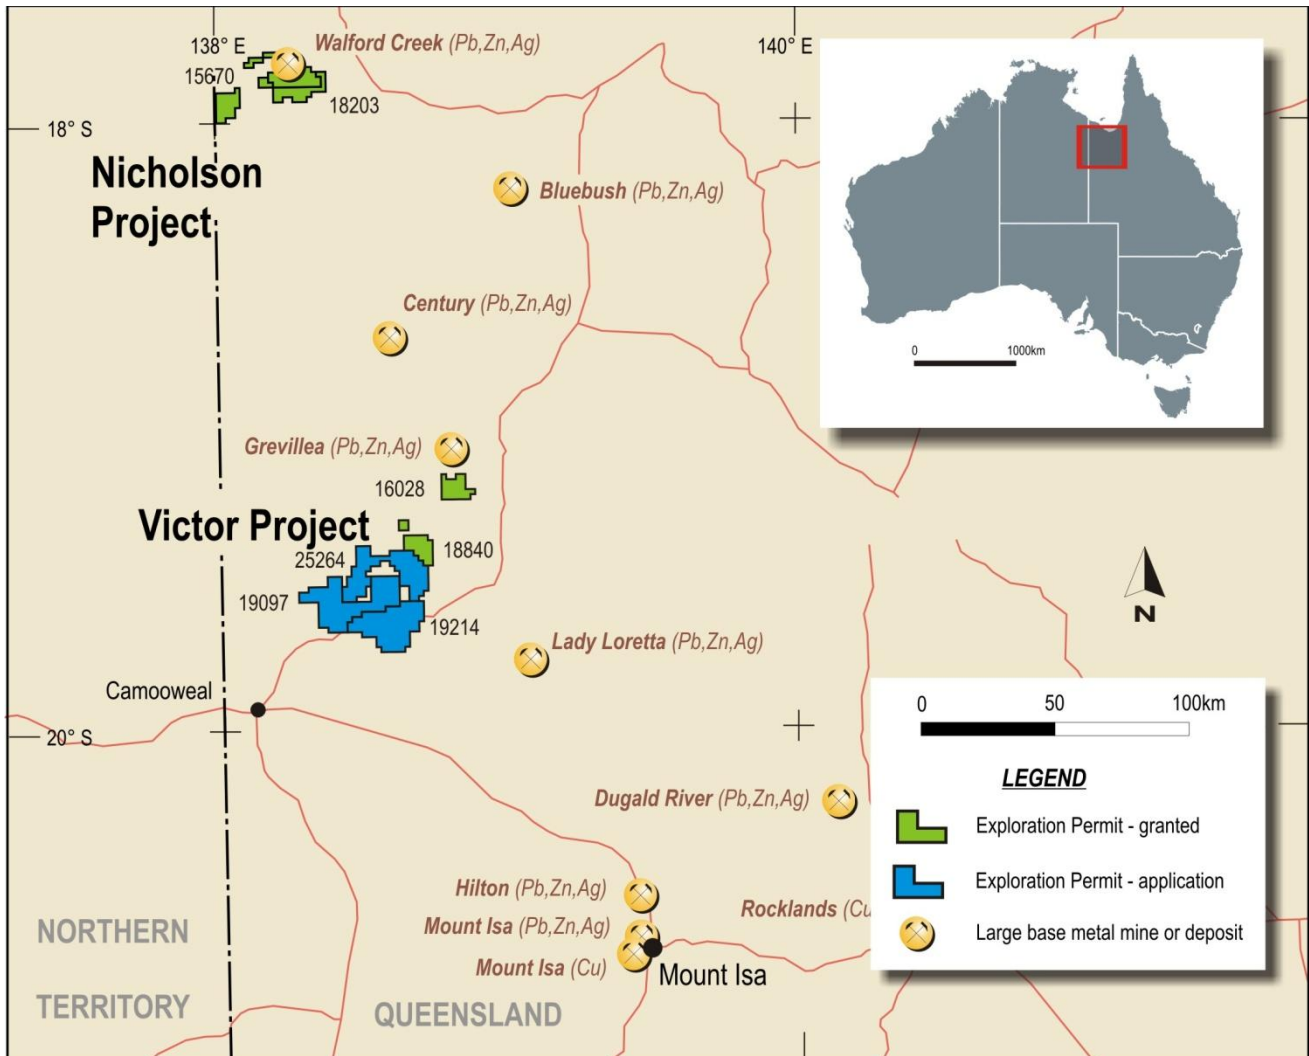 138° E
Walford Creek (Pb,Zn,Ag)
140° E
15670
18203
18° S
Nicholson
Project
Bluebush (Pb,Zn,Ag)
Century (Pb,Zn,Ag)
0 1000km
Grevillea (Pb,Zn,Ag)
16028
Victor Project
25264
18840
19097
19214
N
Lady Loretta (Pb,Zn,Ag)
Camooweal
0 50 100km
20° S
LEGEND
Dugald River (Pb,Zn,Ag)
Exploration Permit - granted
Exploration Permit - application
Hilton (Pb,Zn,Ag)
Rocklands (Cu
Mount Isa (Pb,Zn,Ag)
Large base metal mine or deposit
Mount Isa (Cu)
Mount Isa
NORTHERN
TERRITORY
QUEENSLAND